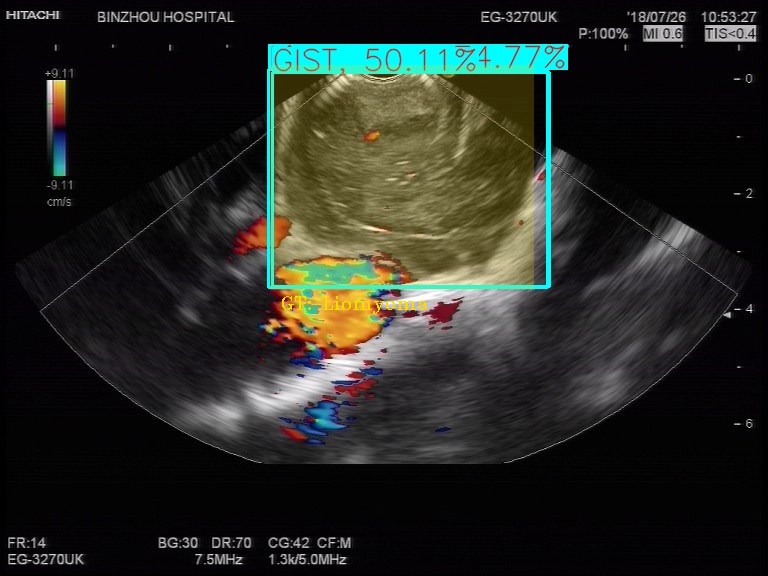 HITACHI BINZHOU HOSPITAL EG-3270UK '18/07/26 10:53:27
P:100% MI 0.6 TIS<0.4
GIST, 50.11% 4.77%
+9.11
0
-9.11
cm/s
2
GT: Liomyoma
4
6
FR:14 BG:30 DR:70 CG:42 CF:M
EG-3270UK 7.5MHz 1.3k/5.0MHz